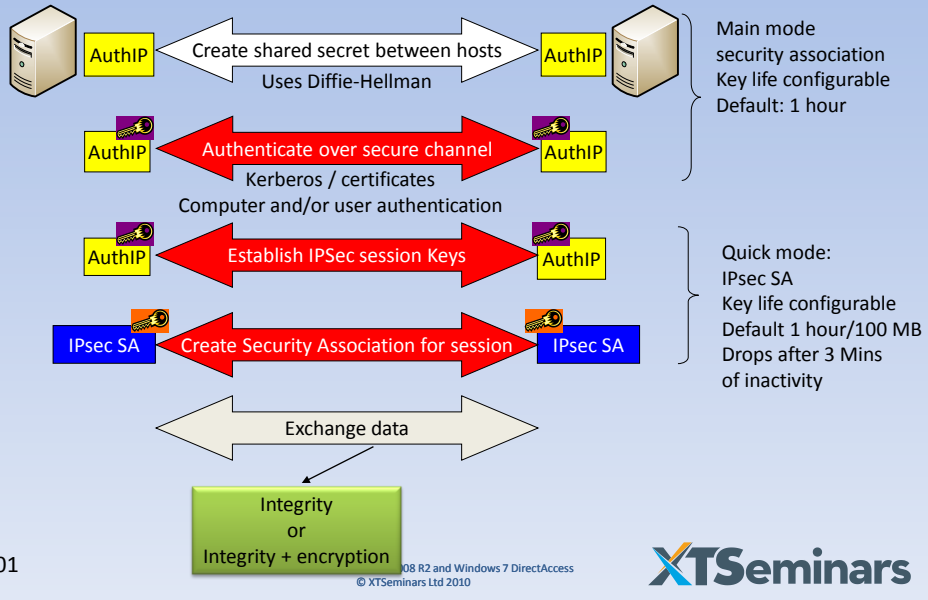 AuthIP
Create shared secret between hosts
AuthIP
Uses Diffie-Hellman
Main mode
security association
Key life configurable
Default: 1 hour
AuthIP
Authenticate over secure channel
AuthIP
Kerberos / certificates
Computer and/or user authentication
AuthIP
Establish IPSec session Keys
AuthIP
Quick mode:
IPsec SA
Key life configurable
Default 1 hour/100 MB
Drops after 3 Mins
of inactivity
IPsec SA
Create Security Association for session
IPsec SA
Exchange data
Integrity
or
Integrity + encryption
01
08 R2 and Windows 7 DirectAccess
© XTSeminars Ltd 2010
XTSeminars